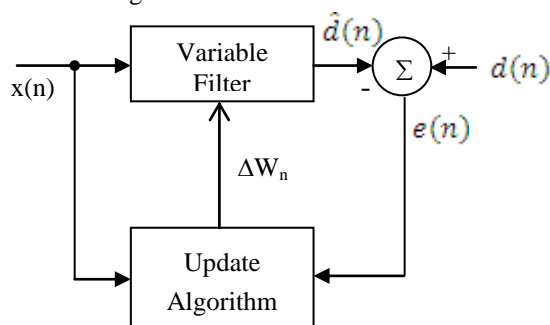 Variable
Filter
d̂(n)
Σ
+
-
d(n)
x(n)
e(n)
ΔWₙ
Update
Algorithm